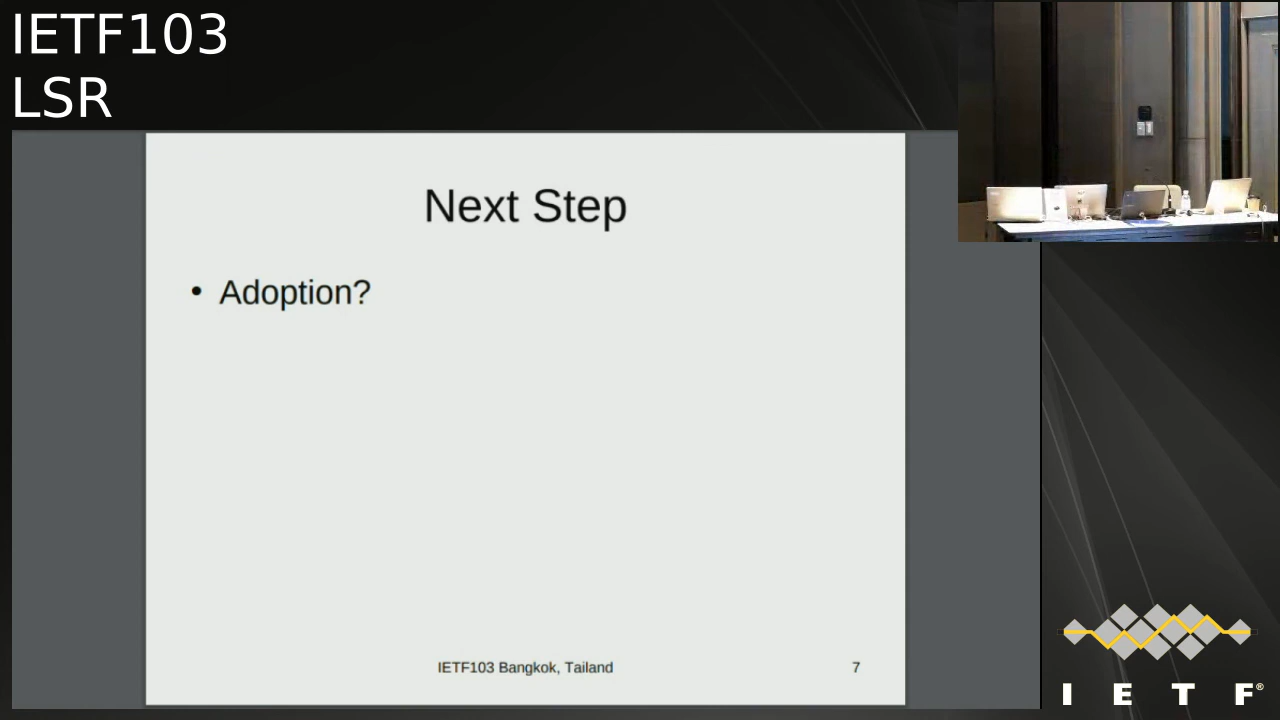 IETF103
LSR
Next Step
• Adoption?
IETF103 Bangkok, Tailand
7
I E T F®